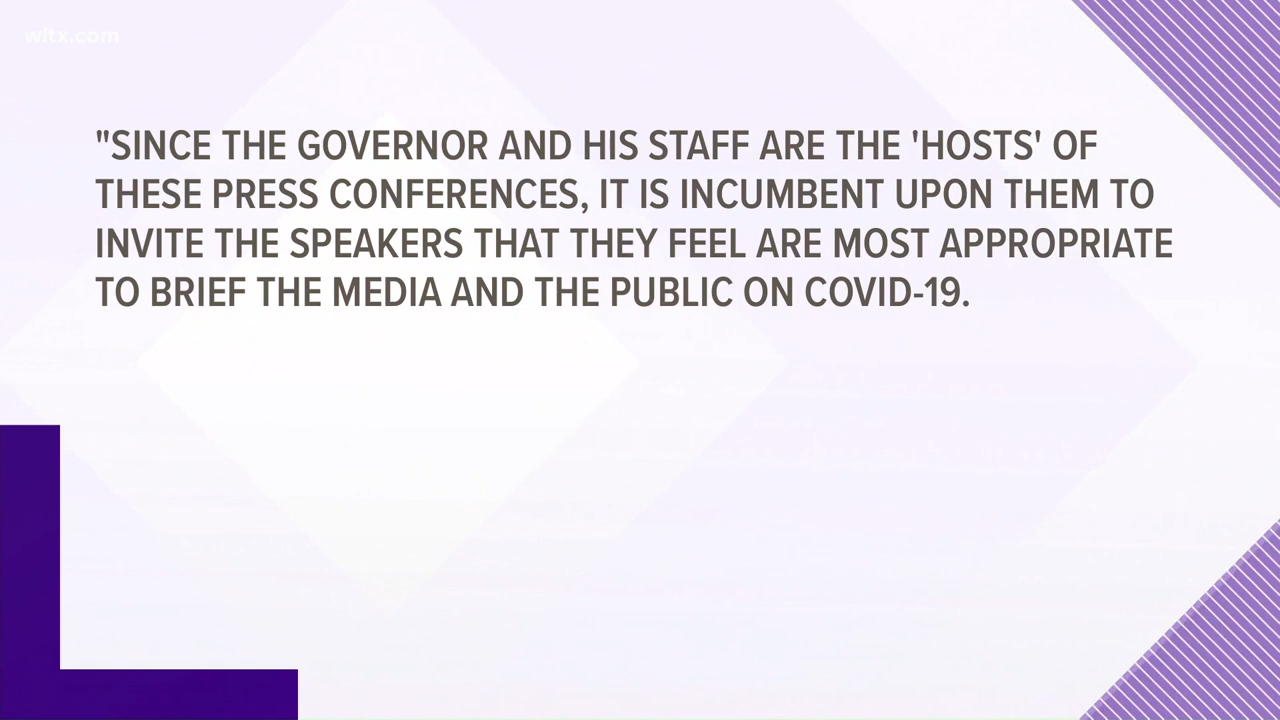 wltx.com
"SINCE THE GOVERNOR AND HIS STAFF ARE THE 'HOSTS' OF
THESE PRESS CONFERENCES, IT IS INCUMBENT UPON THEM TO
INVITE THE SPEAKERS THAT THEY FEEL ARE MOST APPROPRIATE
TO BRIEF THE MEDIA AND THE PUBLIC ON COVID-19.